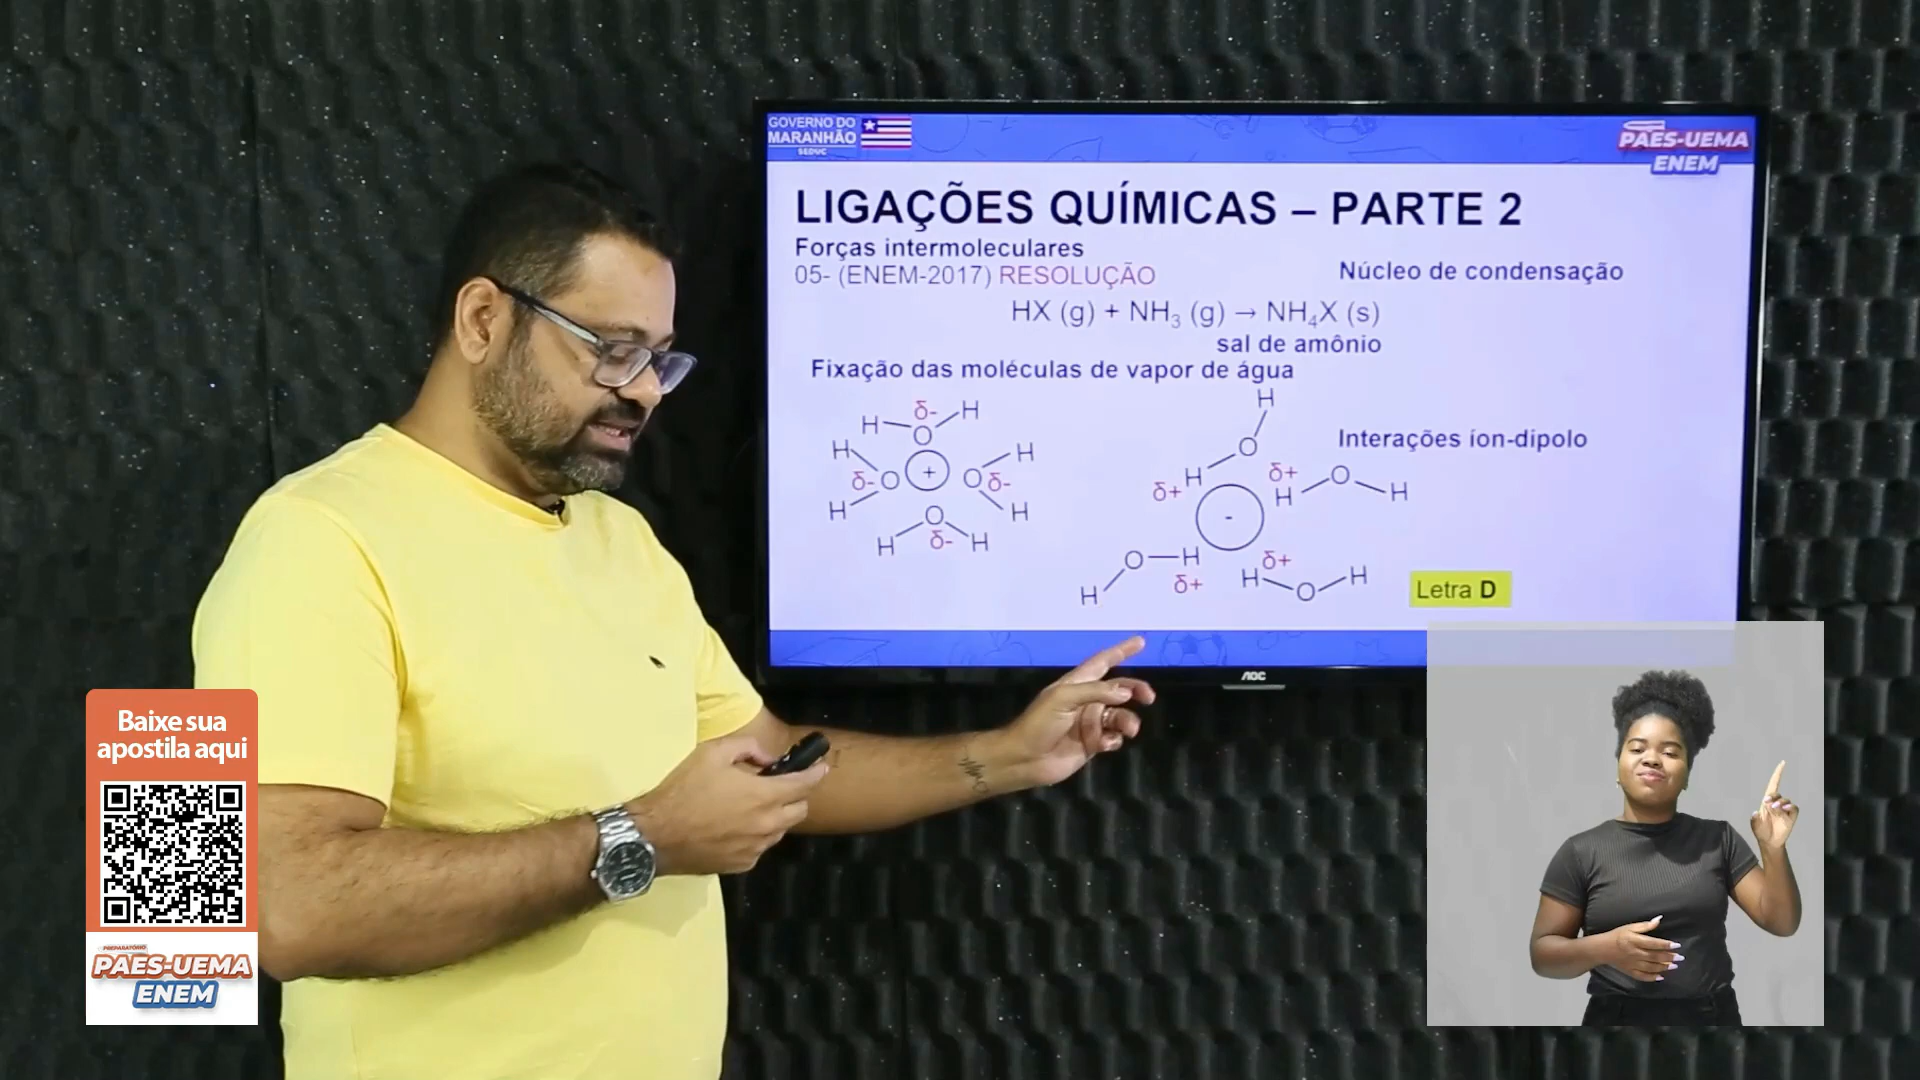 GOVERNO DO
MARANHÃO
SEDUC
PAES-UEMA
ENEM
LIGAÇÕES QUÍMICAS – PARTE 2
Forças intermoleculares
05- (ENEM-2017) RESOLUÇÃO
Núcleo de condensação
HX (g) + NH₃ (g) → NH₄X (s)
sal de amônio
Fixação das moléculas de vapor de água
H δ- H
O
H O δ- + O δ- H
H H
O
H δ- H
Interações íon-dipolo
H
O
δ+ H
δ+ H O H
-
H O H δ+
δ+ H O H
Letra D
AOC
Baixe sua
apostila aqui
PREPARATÓRIO
PAES-UEMA
ENEM